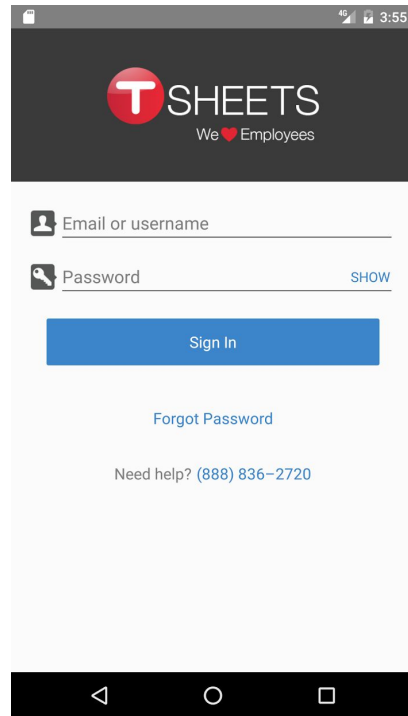 4G 3:55
T SHEETS
We Employees
Email or username
Password SHOW
Sign In
Forgot Password
Need help? (888) 836-2720